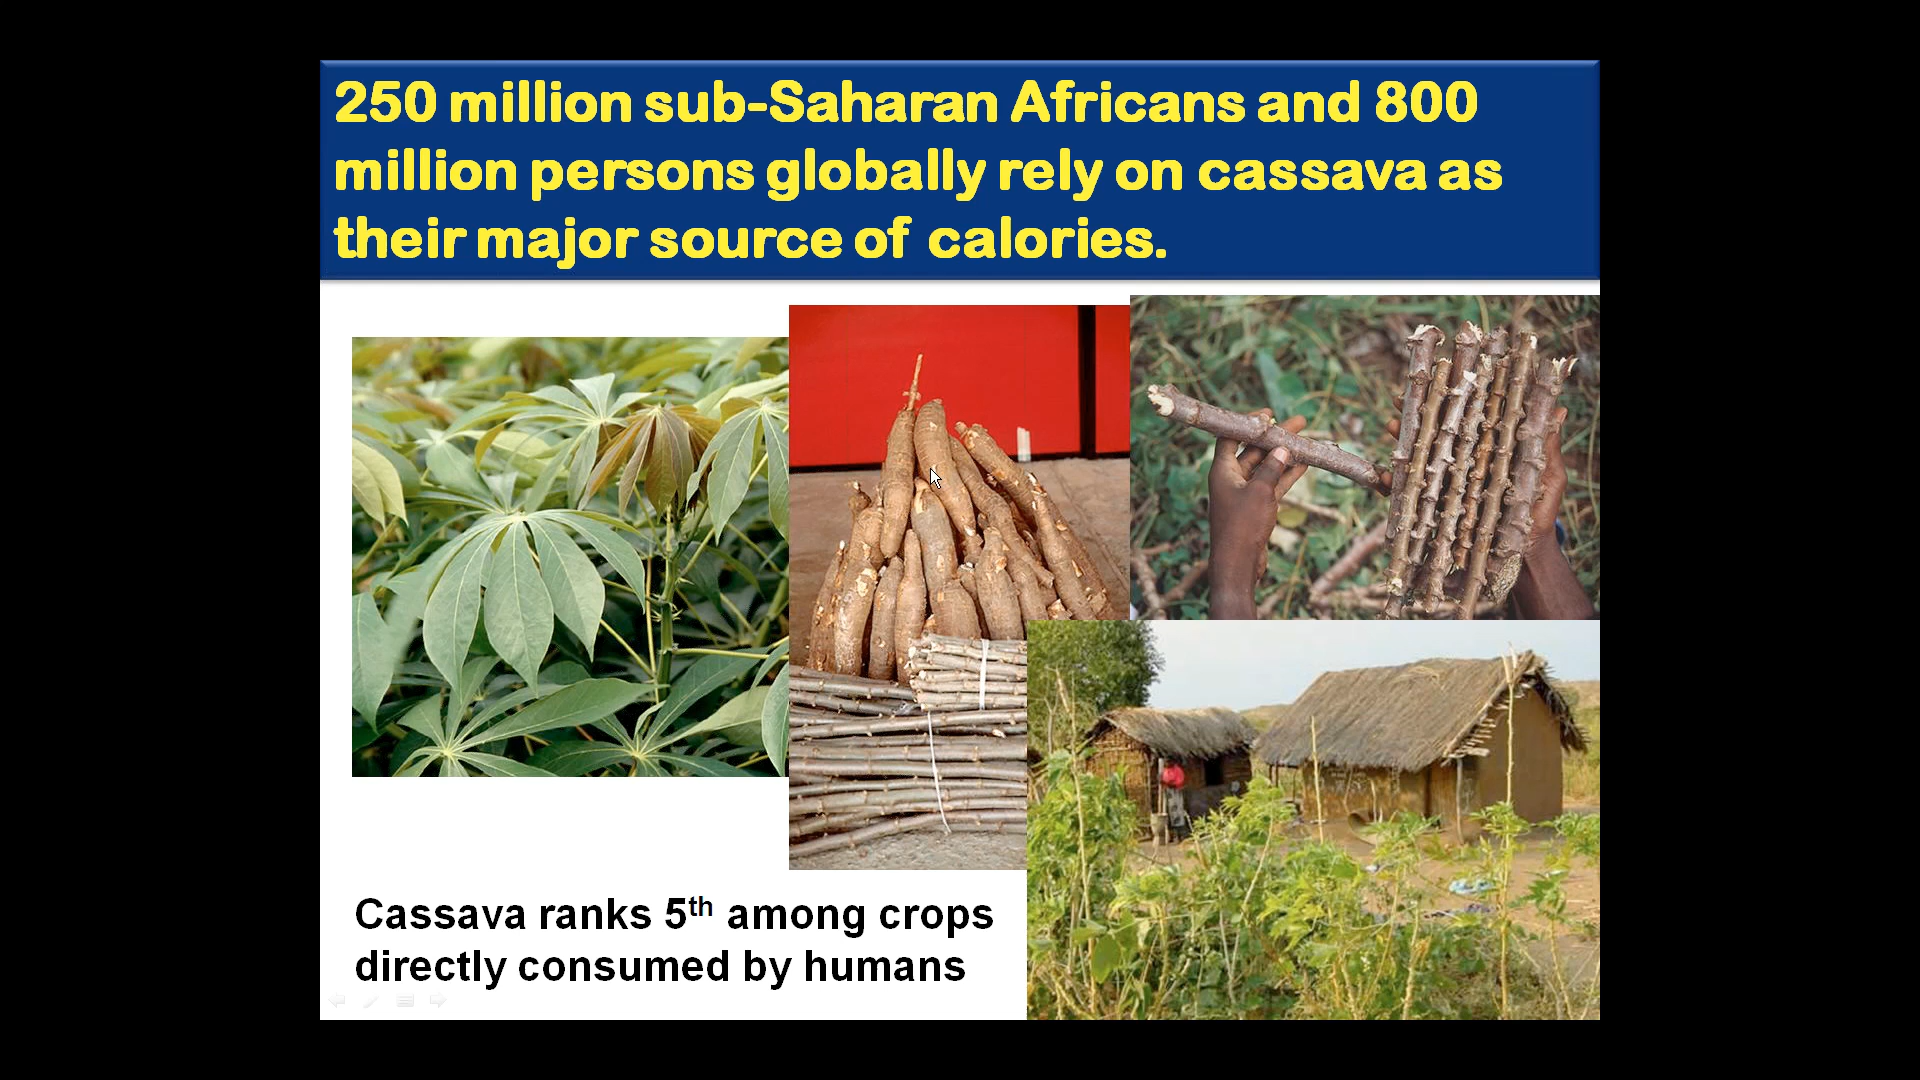 250 million sub-Saharan Africans and 800
million persons globally rely on cassava as
their major source of calories.
Cassava ranks 5th among crops
directly consumed by humans